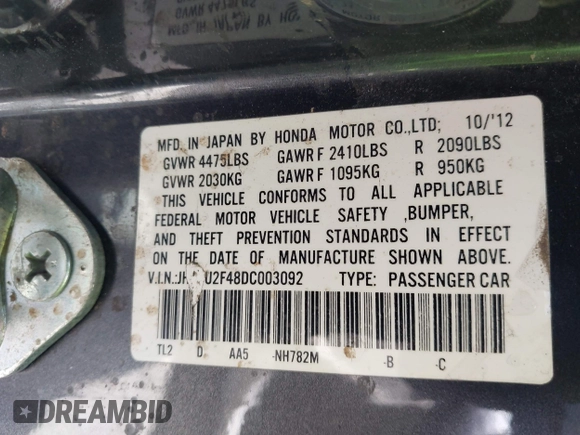 MFD. IN JAPAN BY HONDA MOTOR CO.,LTD; 10/'12
GVWR 4475LBS GAWR F 2410LBS R 2090LBS
GVWR 2030KG GAWR F 1095KG R 950KG
THIS VEHICLE CONFORMS TO ALL APPLICABLE
FEDERAL MOTOR VEHICLE SAFETY ,BUMPER,
AND THEFT PREVENTION STANDARDS IN EFFECT
ON THE DATE OF MANUFACTURE SHOWN ABOVE.
V.I.N.: U2F48DC003092 TYPE: PASSENGER CAR
TL2 D AA5 NH782M B C
DREAMBID